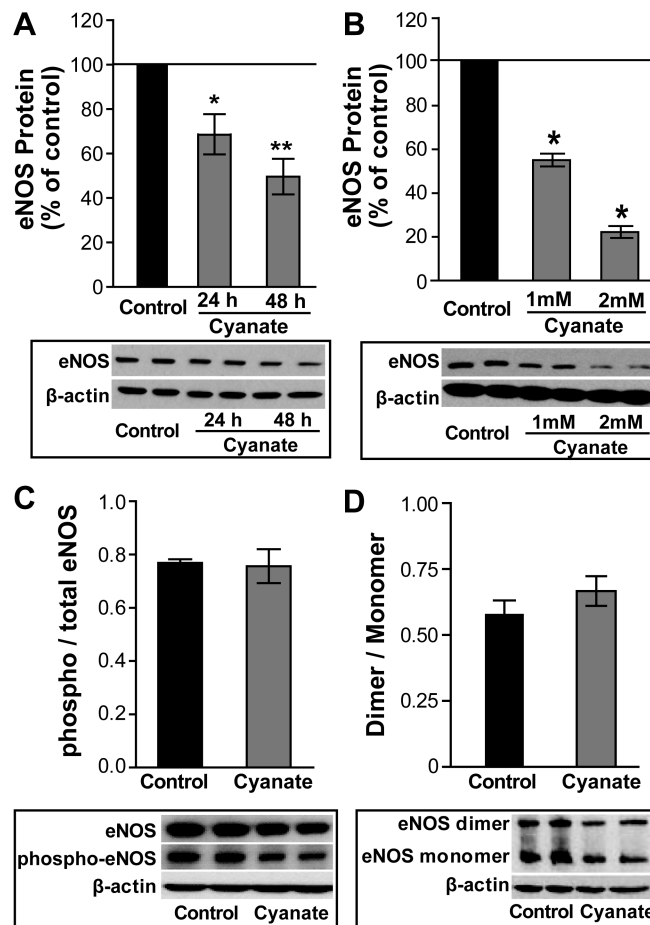 A
eNOS Protein
(% of control)
120
100
80
60
40
20
0
*
**
Control
24 h
48 h
Cyanate
eNOS
β-actin
Control
24 h
48 h
Cyanate
B
eNOS Protein
(% of control)
120
100
80
60
40
20
0
*
*
Control
1mM
2mM
Cyanate
eNOS
β-actin
Control
1mM
2mM
Cyanate
C
phospho / total eNOS
1.0
0.8
0.6
0.4
0.2
0
Control
Cyanate
eNOS
phospho-eNOS
β-actin
Control
Cyanate
D
Dimer / Monomer
1.00
0.75
0.50
0.25
0
Control
Cyanate
eNOS dimer
eNOS monomer
β-actin
Control
Cyanate